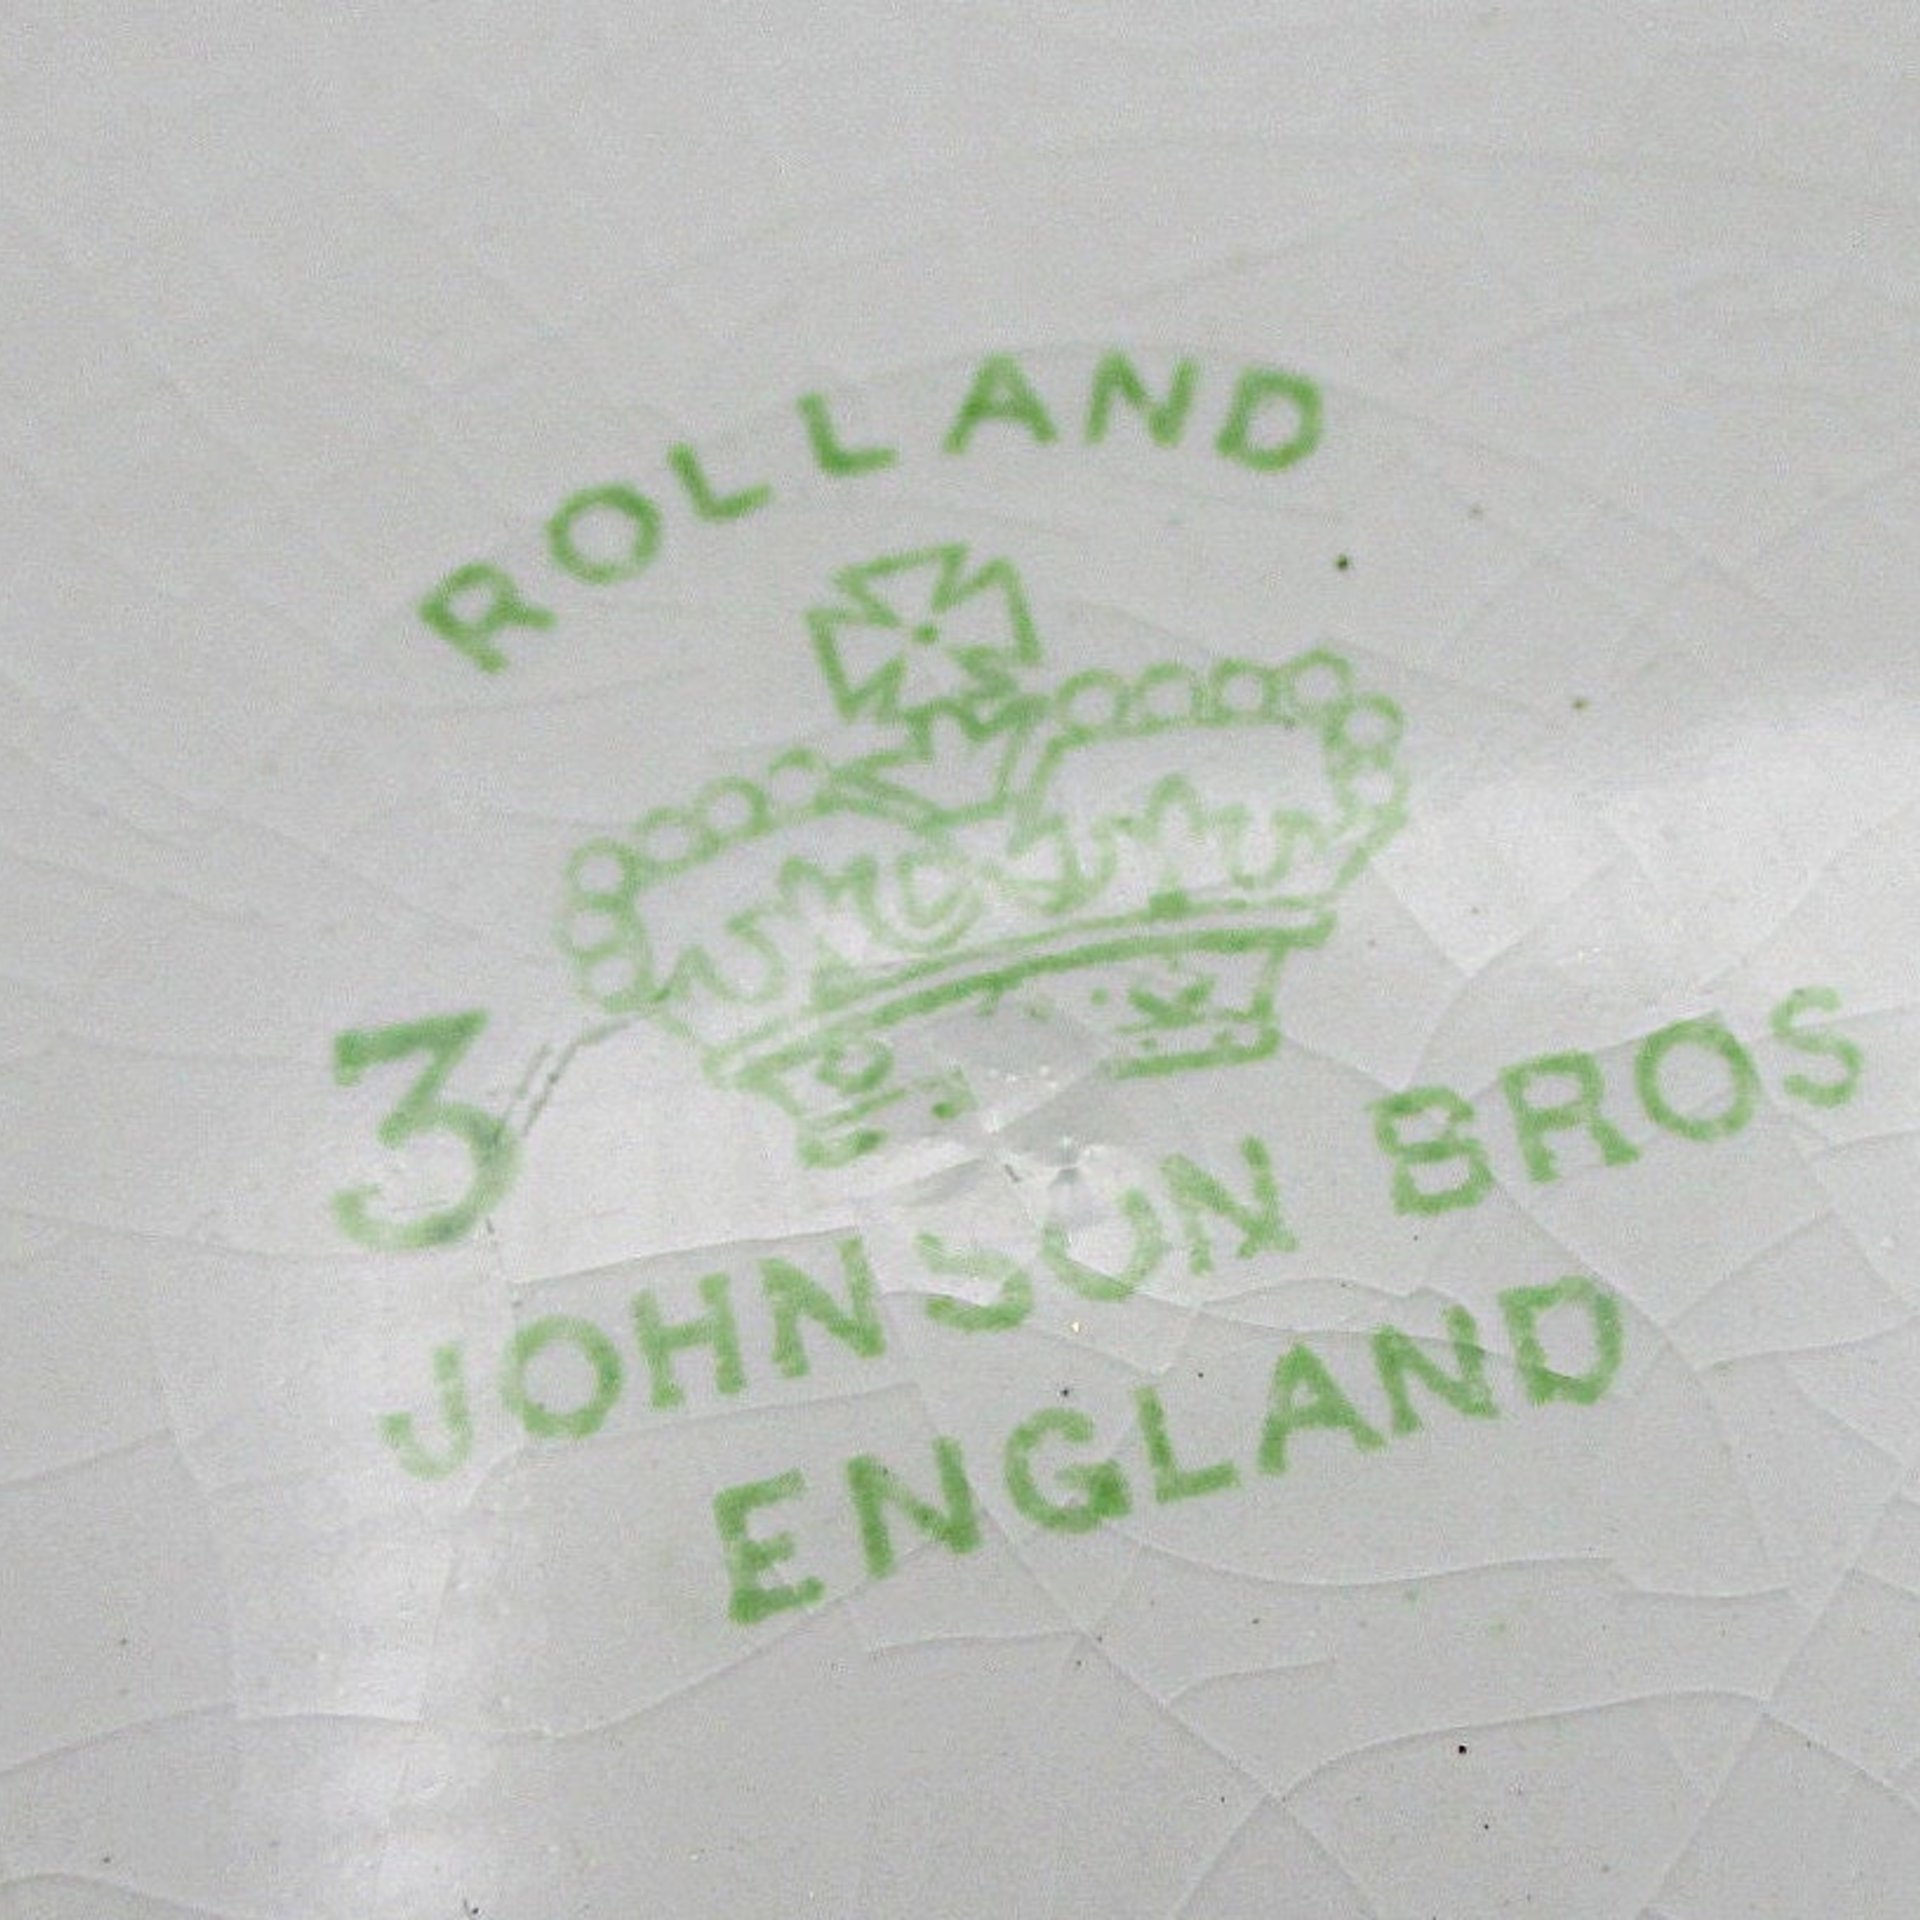 ROLLAND
3
JOHNSON BROS
ENGLAND